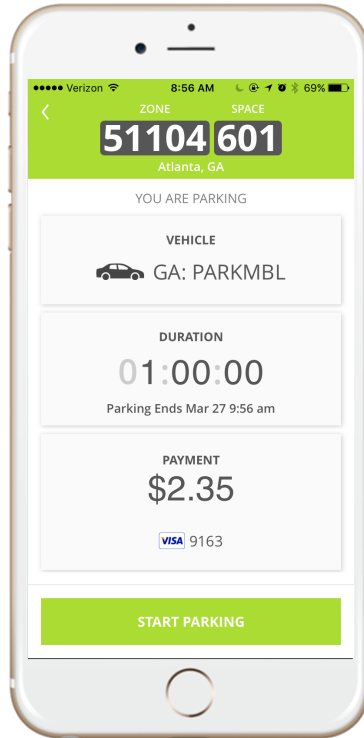 Verizon 8:56 AM 69%
ZONE SPACE
51104 601
Atlanta, GA
YOU ARE PARKING
VEHICLE
GA: PARKMBL
DURATION
01:00:00
Parking Ends Mar 27 9:56 am
PAYMENT
$2.35
VISA 9163
START PARKING